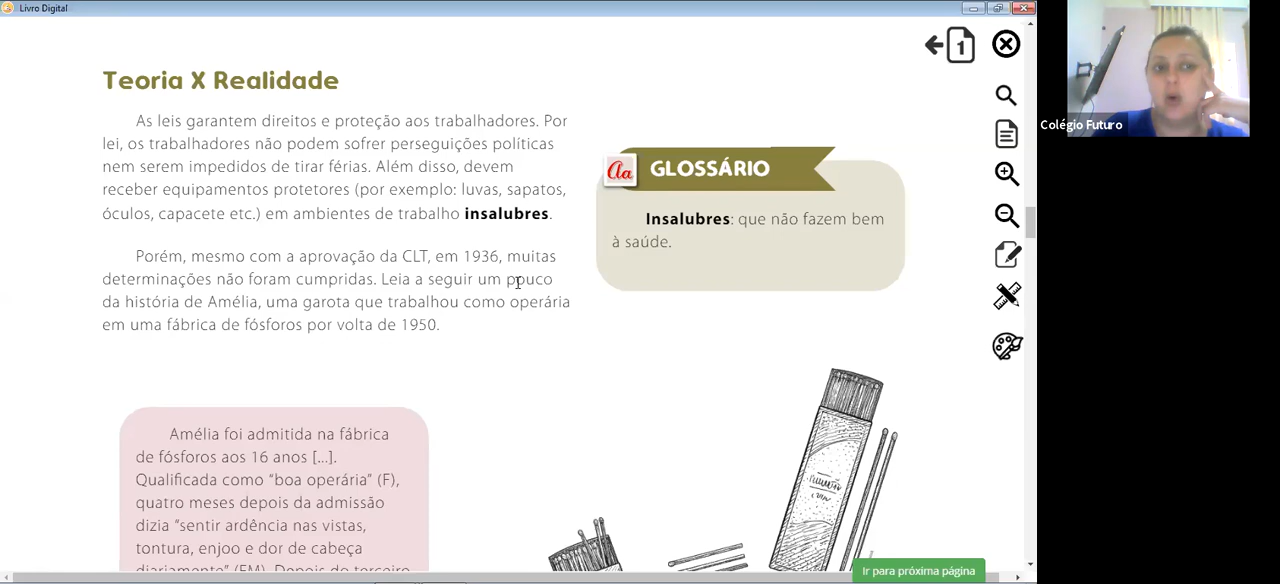 Livro Digital
1
Teoria X Realidade
As leis garantem direitos e proteção aos trabalhadores. Por
lei, os trabalhadores não podem sofrer perseguições políticas
nem serem impedidos de tirar férias. Além disso, devem
receber equipamentos protetores (por exemplo: luvas, sapatos,
óculos, capacete etc.) em ambientes de trabalho insalubres.
Porém, mesmo com a aprovação da CLT, em 1936, muitas
determinações não foram cumpridas. Leia a seguir um pouco
da história de Amélia, uma garota que trabalhou como operária
em uma fábrica de fósforos por volta de 1950.
Aa GLOSSÁRIO
Insalubres: que não fazem bem
à saúde.
Amélia foi admitida na fábrica
de fósforos aos 16 anos [...].
Qualificada como “boa operária” (F),
quatro meses depois da admissão
dizia “sentir ardência nas vistas,
tontura, enjoo e dor de cabeça
diariamente” (FM). Depois do terceiro
Ir para próxima página
Colégio Futuro